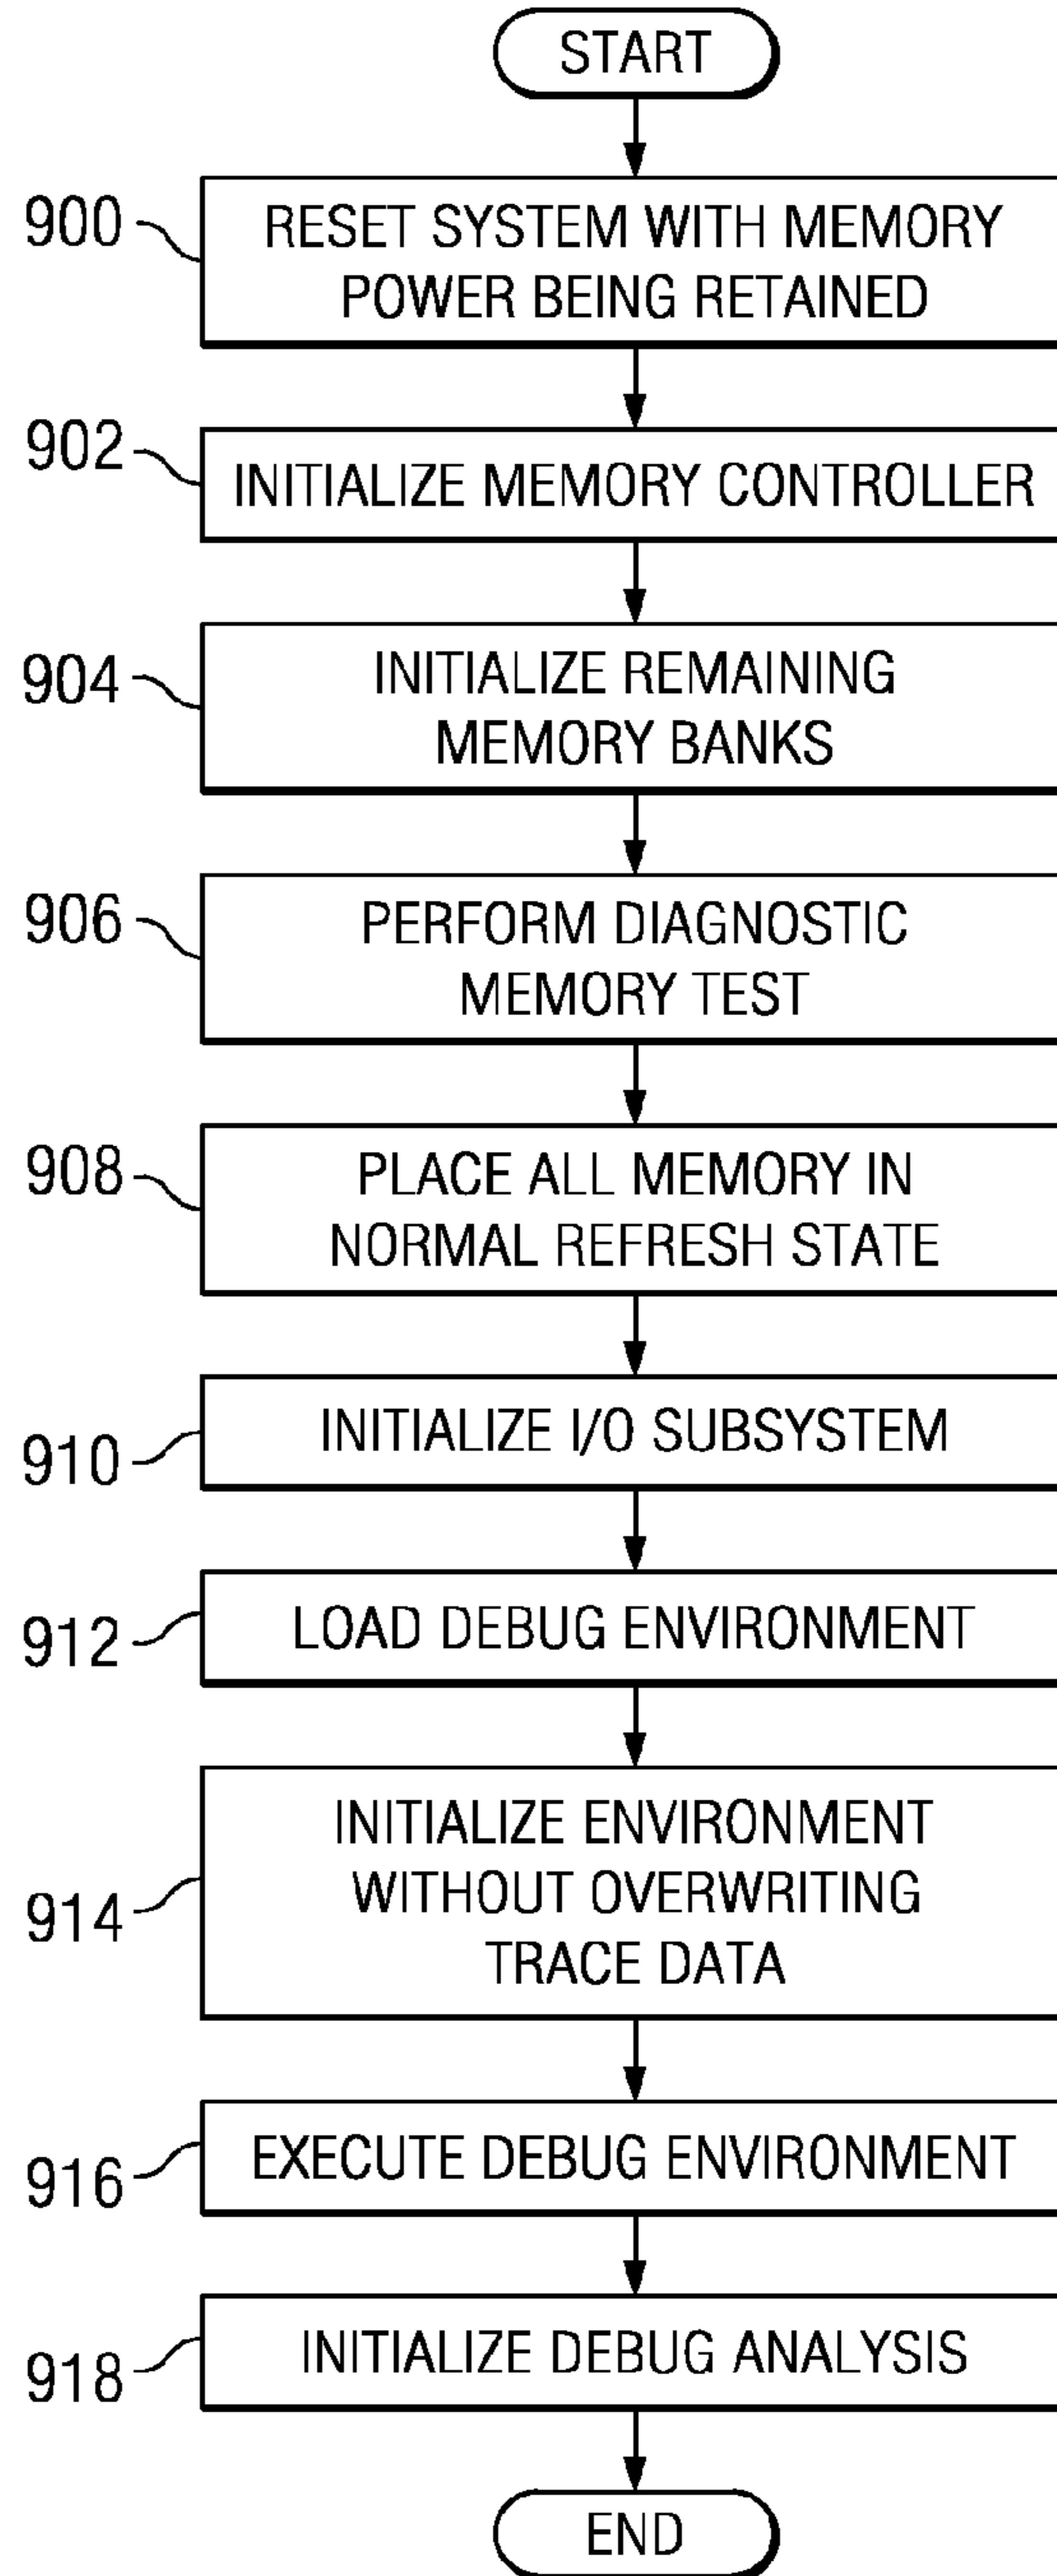 START
900
RESET SYSTEM WITH MEMORY
POWER BEING RETAINED
902
INITIALIZE MEMORY CONTROLLER
904
INITIALIZE REMAINING
MEMORY BANKS
906
PERFORM DIAGNOSTIC
MEMORY TEST
908
PLACE ALL MEMORY IN
NORMAL REFRESH STATE
910
INITIALIZE I/O SUBSYSTEM
912
LOAD DEBUG ENVIRONMENT
914
INITIALIZE ENVIRONMENT
WITHOUT OVERWRITING
TRACE DATA
916
EXECUTE DEBUG ENVIRONMENT
918
INITIALIZE DEBUG ANALYSIS
END